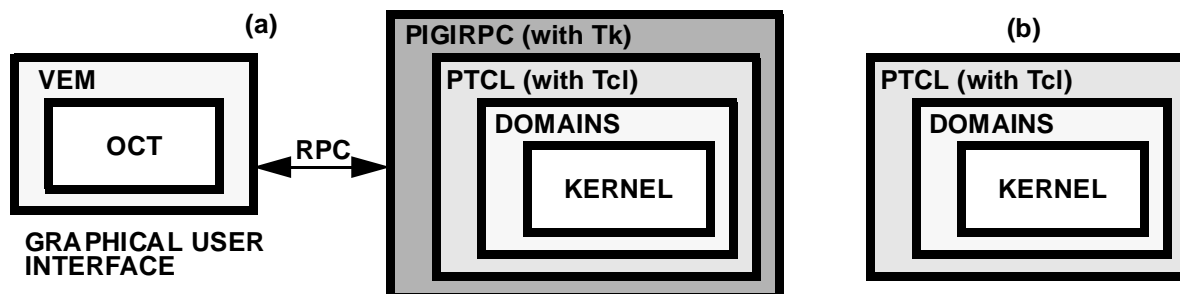 (a)
VEM
OCT
GRAPHICAL USER
INTERFACE
RPC
PIGIRPC (with Tk)
PTCL (with Tcl)
DOMAINS
KERNEL
(b)
PTCL (with Tcl)
DOMAINS
KERNEL